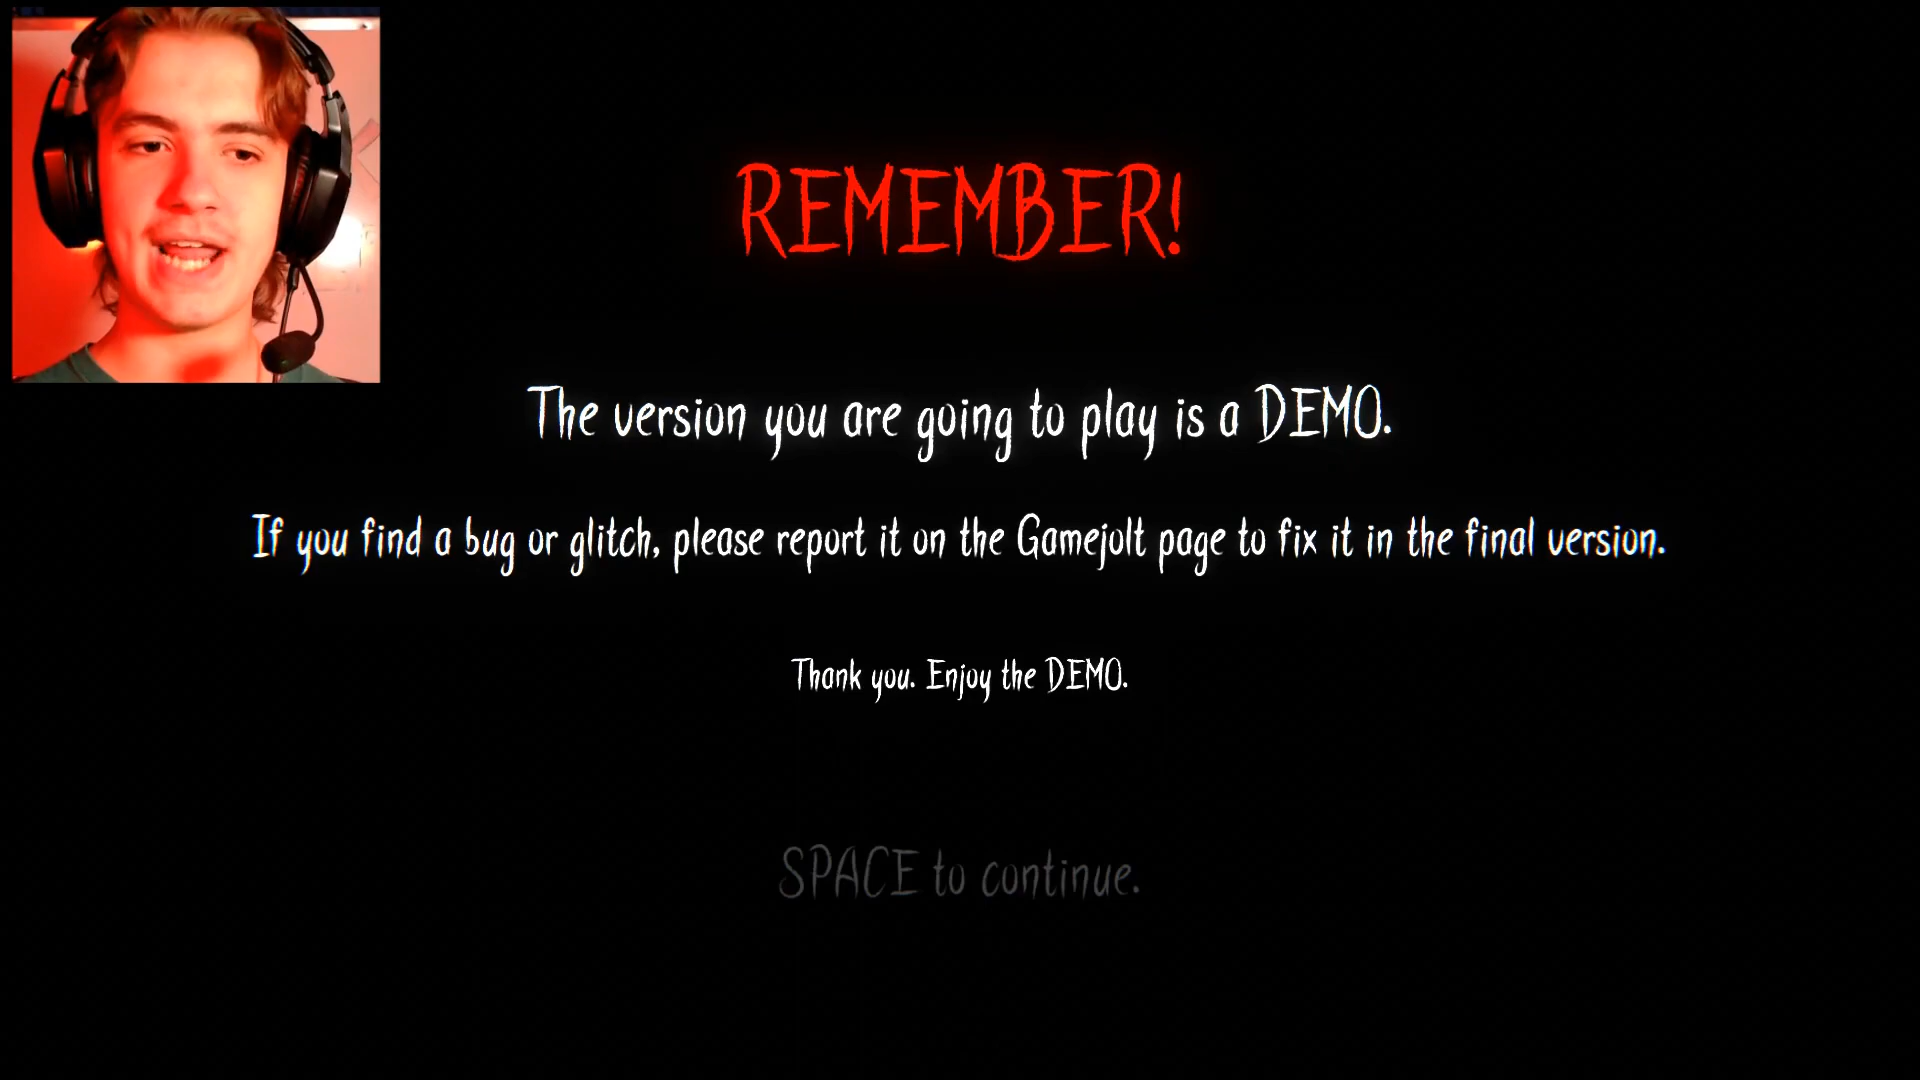 REMEMBER!
The version you are going to play is a DEMO.
If you find a bug or glitch, please report it on the Gamejolt page to fix it in the final version.
Thank you. Enjoy the DEMO.
SPACE to continue.